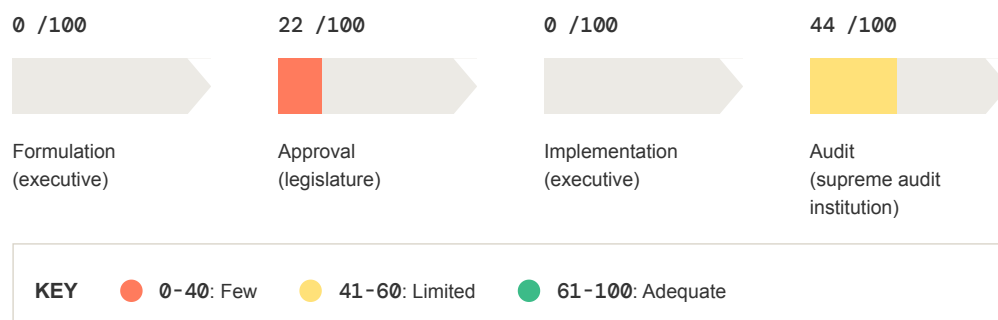 0 /100
22 /100
0 /100
44 /100
Formulation
(executive)
Approval
(legislature)
Implementation
(executive)
Audit
(supreme audit
institution)
KEY
0-40: Few
41-60: Limited
61-100: Adequate